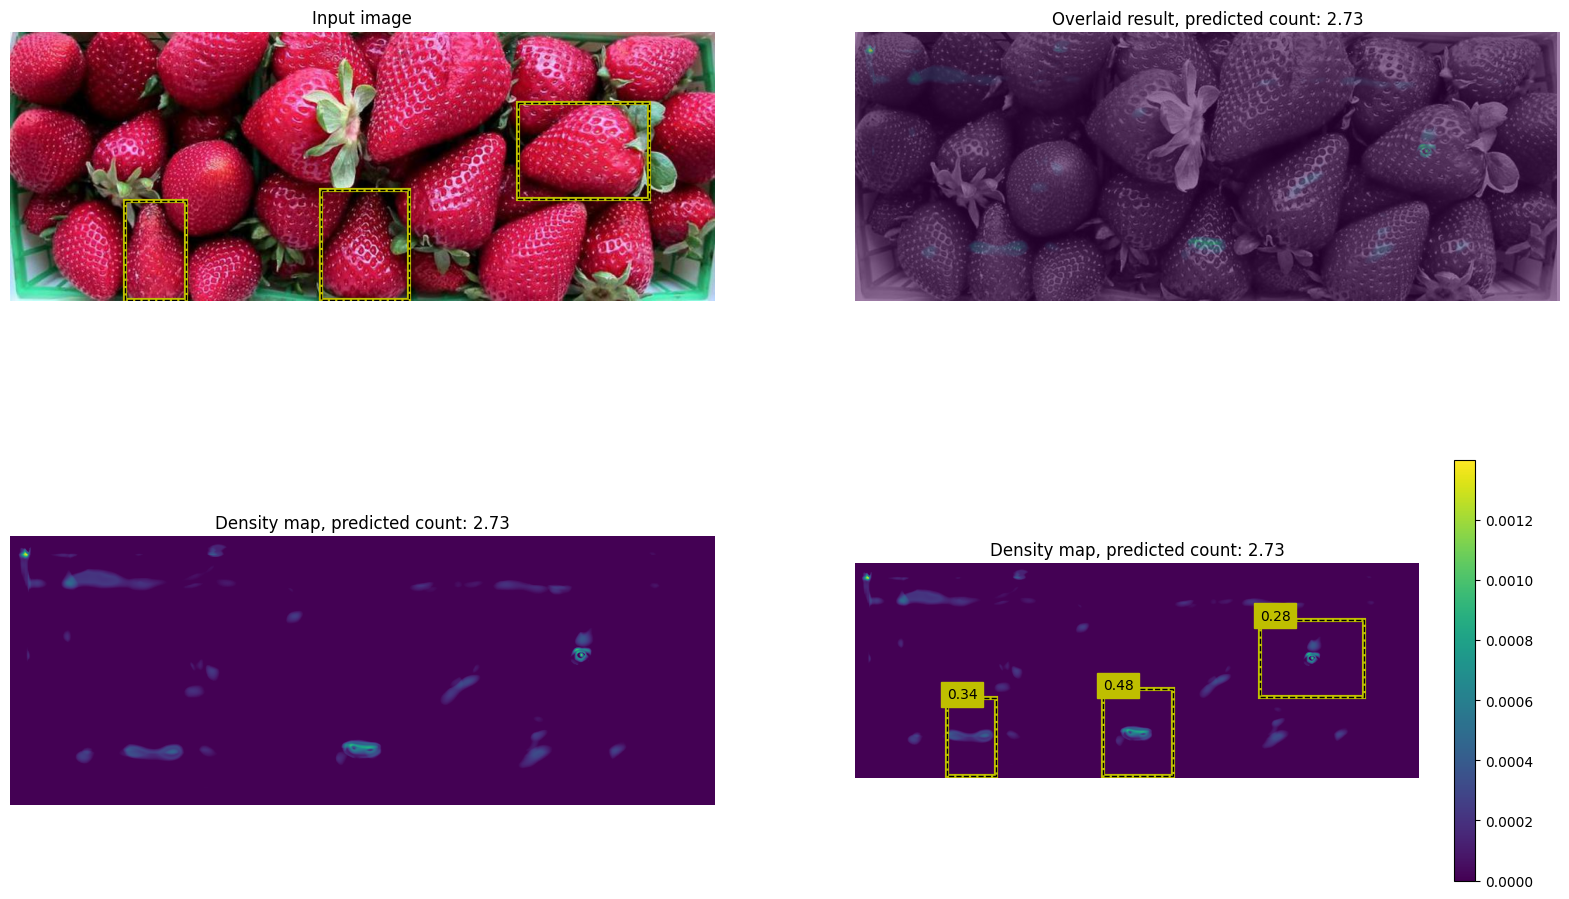 Input image
Overlaid result, predicted count: 2.73
Density map, predicted count: 2.73
Density map, predicted count: 2.73
0.28
0.34
0.48
0.0012
0.0010
0.0008
0.0006
0.0004
0.0002
0.0000